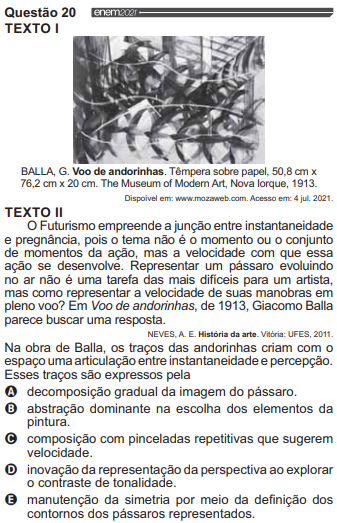 Questão 20 enem2021
TEXTO I
BALLA, G. Voo de andorinhas. Têmpera sobre papel, 50,8 cm x
76,2 cm x 20 cm. The Museum of Modern Art, Nova Iorque, 1913.
Dispoível em: www.mozaweb.com. Acesso em: 4 jul. 2021.
TEXTO II
O Futurismo empreende a junção entre instantaneidade
e pregnância, pois o tema não é o momento ou o conjunto
de momentos da ação, mas a velocidade com que essa
ação se desenvolve. Representar um pássaro evoluindo
no ar não é uma tarefa das mais difíceis para um artista,
mas como representar a velocidade de suas manobras em
pleno voo? Em Voo de andorinhas, de 1913, Giacomo Balla
parece buscar uma resposta.
NEVES, A. E. História da arte. Vitória: UFES, 2011.
Na obra de Balla, os traços das andorinhas criam com o
espaço uma articulação entre instantaneidade e percepção.
Esses traços são expressos pela
A decomposição gradual da imagem do pássaro.
B abstração dominante na escolha dos elementos da
pintura.
C composição com pinceladas repetitivas que sugerem
velocidade.
D inovação da representação da perspectiva ao explorar
o contraste de tonalidade.
E manutenção da simetria por meio da definição dos
contornos dos pássaros representados.